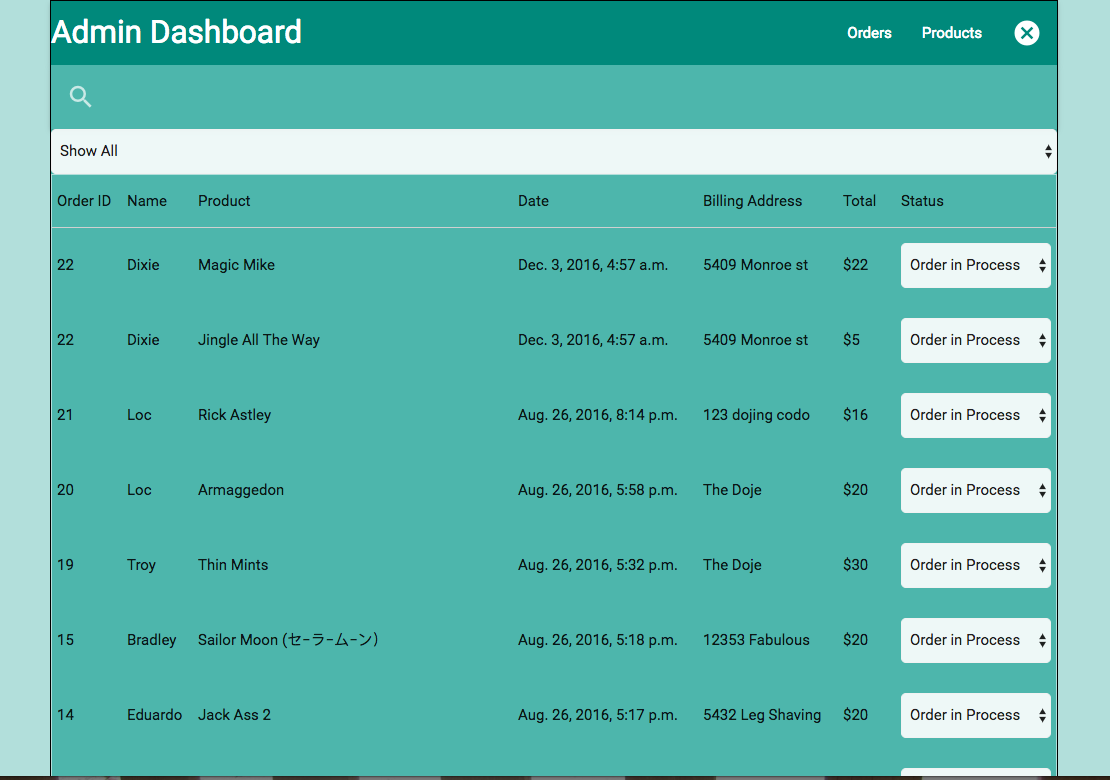 Admin Dashboard Orders Products
Show All
Order ID Name Product Date Billing Address Total Status
22 Dixie Magic Mike Dec. 3, 2016, 4:57 a.m. 5409 Monroe st $22 Order in Process
22 Dixie Jingle All The Way Dec. 3, 2016, 4:57 a.m. 5409 Monroe st $5 Order in Process
21 Loc Rick Astley Aug. 26, 2016, 8:14 p.m. 123 dojing codo $16 Order in Process
20 Loc Armaggedon Aug. 26, 2016, 5:58 p.m. The Doje $20 Order in Process
19 Troy Thin Mints Aug. 26, 2016, 5:32 p.m. The Doje $30 Order in Process
15 Bradley Sailor Moon (セーラームーン) Aug. 26, 2016, 5:18 p.m. 12353 Fabulous $20 Order in Process
14 Eduardo Jack Ass 2 Aug. 26, 2016, 5:17 p.m. 5432 Leg Shaving $20 Order in Process